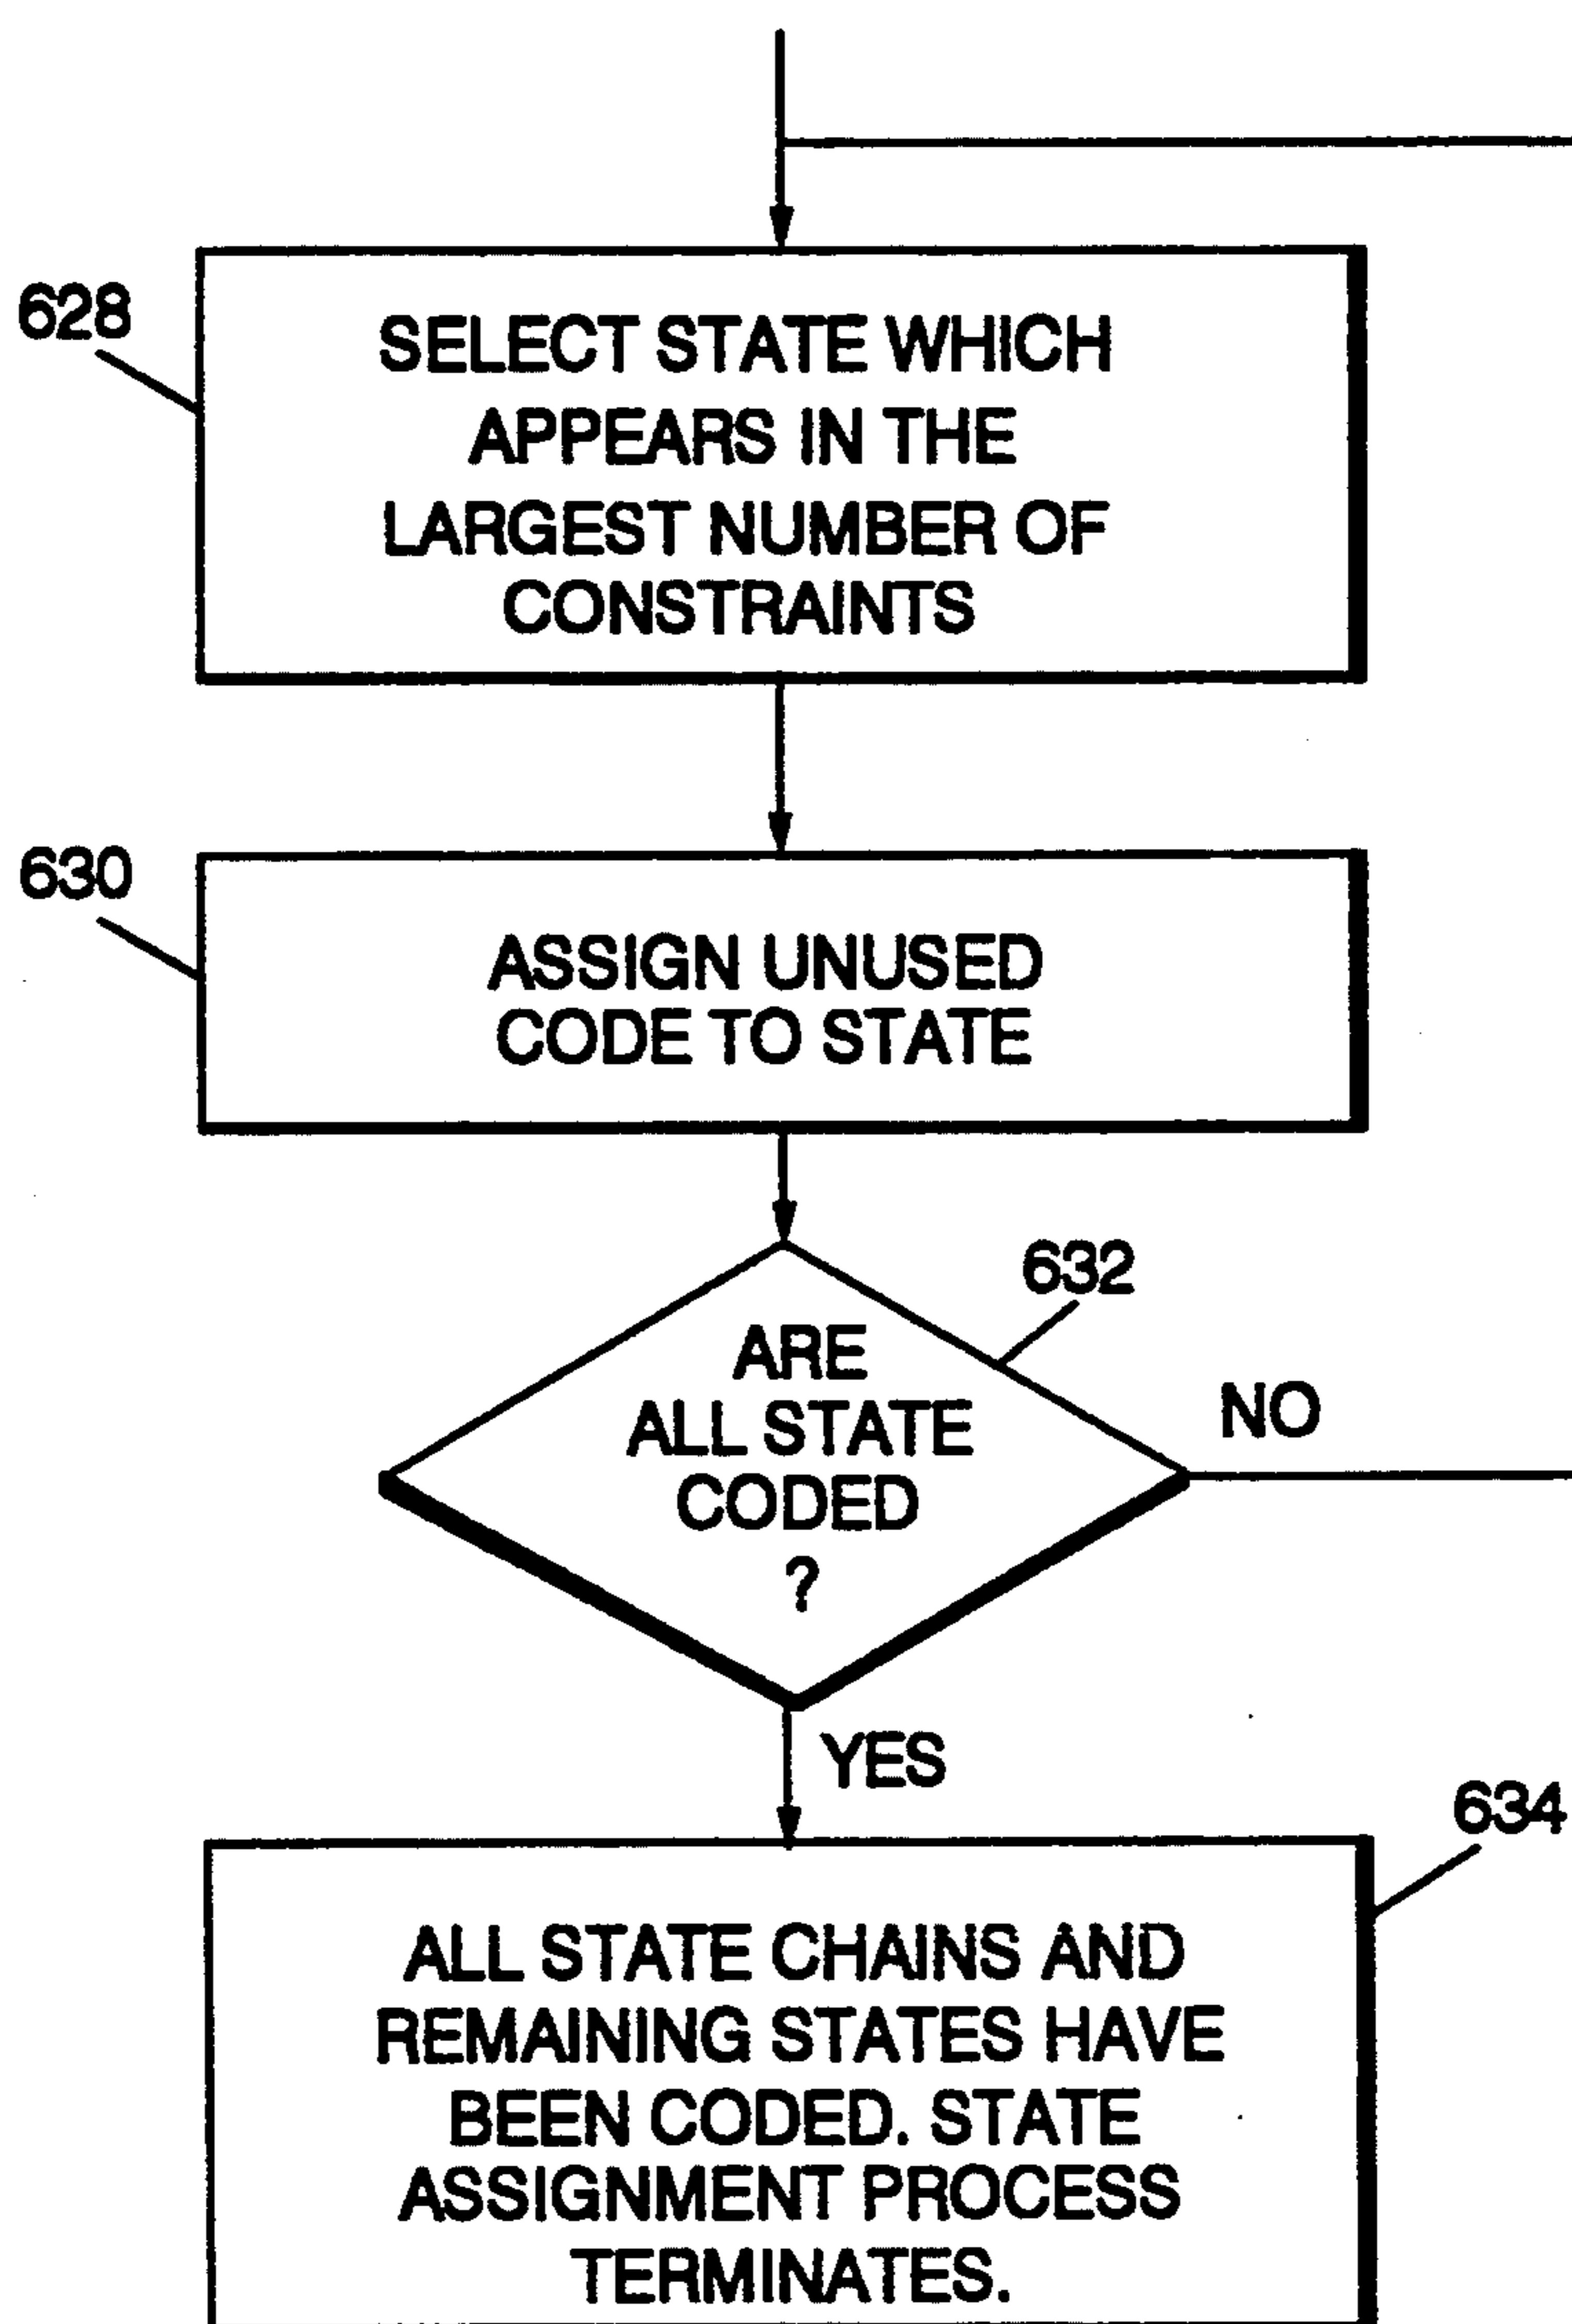 628
SELECT STATE WHICH
APPEARS IN THE
LARGEST NUMBER OF
CONSTRAINTS
630
ASSIGN UNUSED
CODE TO STATE
632
ARE
ALL STATE
CODED
?
NO
YES
634
ALL STATE CHAINS AND
REMAINING STATES HAVE
BEEN CODED. STATE
ASSIGNMENT PROCESS
TERMINATES.